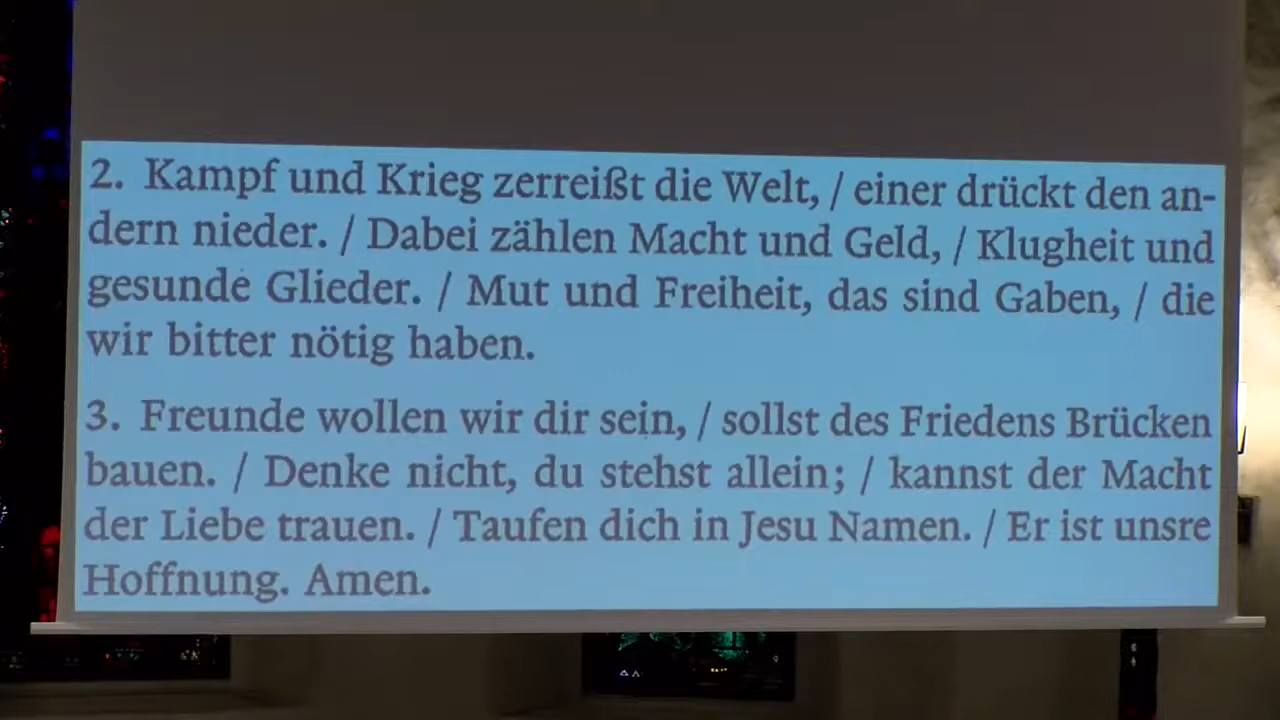 2. Kampf und Krieg zerreißt die Welt, / einer drückt den an-
dern nieder. / Dabei zählen Macht und Geld, / Klugheit und
gesunde Glieder. / Mut und Freiheit, das sind Gaben, / die
wir bitter nötig haben.
3. Freunde wollen wir dir sein, / sollst des Friedens Brücken
bauen. / Denke nicht, du stehst allein; / kannst der Macht
der Liebe trauen. / Taufen dich in Jesu Namen. / Er ist unsre
Hoffnung. Amen.